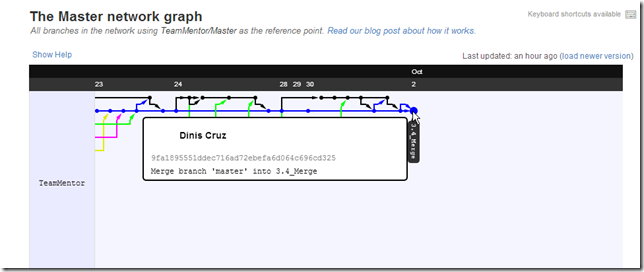 The Master network graph
Keyboard shortcuts available
All branches in the network using TeamMentor/Master as the reference point. Read our blog post about how it works.
Show Help
Last updated: an hour ago (load newer version)
Oct
23 24 28 29 30 2
Dinis Cruz
9fa1895551ddec716ad72ebefa6d064c696cd325
Merge branch 'master' into 3.4_Merge
3.4_Merge
TeamMentor